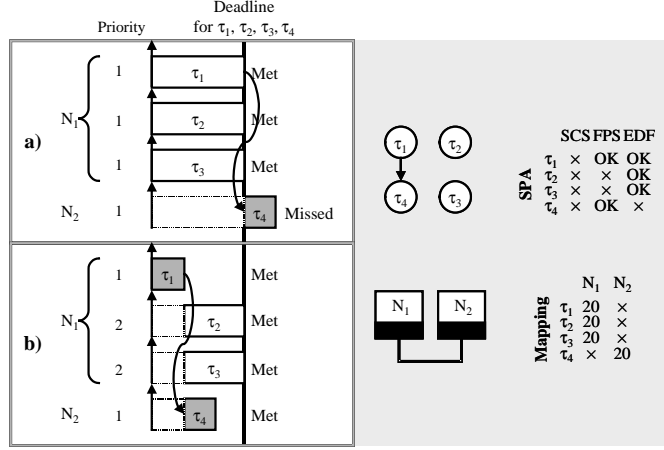 Deadline
Priority for τ1, τ2, τ3, τ4
a)
N1
1 τ1 Met
1 τ2 Met
1 τ3 Met
N2 1 τ4 Missed
b)
N1
1 τ1 Met
2 τ2 Met
2 τ3 Met
N2 1 τ4 Met
τ1 τ2
τ4 τ3
SPA
SCS FPS EDF
τ1 × OK OK
τ2 × × OK
τ3 × × OK
τ4 × OK ×
N1 N2
Mapping
N1 N2
τ1 20 ×
τ2 20 ×
τ3 20 ×
τ4 × 20